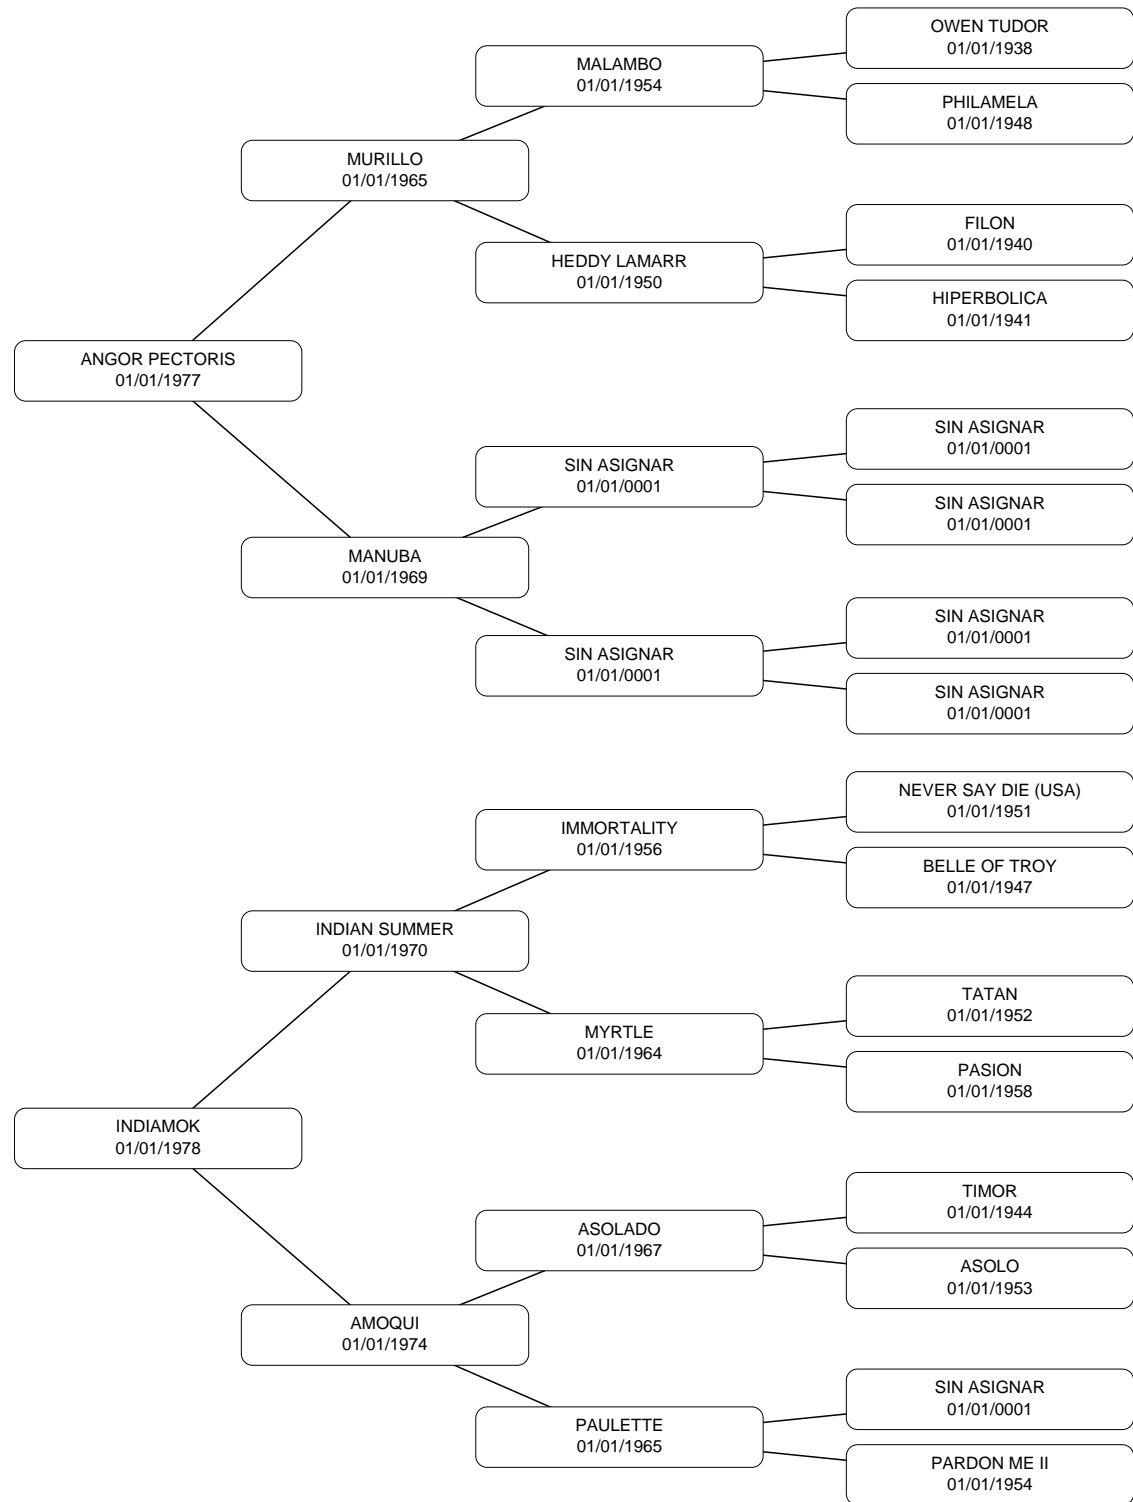 OWEN TUDOR
01/01/1938
MALAMBO
01/01/1954
PHILAMELA
01/01/1948
MURILLO
01/01/1965
FILON
01/01/1940
HEDDY LAMARR
01/01/1950
HIPERBOLICA
01/01/1941
ANGOR PECTORIS
01/01/1977
SIN ASIGNAR
01/01/0001
SIN ASIGNAR
01/01/0001
SIN ASIGNAR
01/01/0001
MANUBA
01/01/1969
SIN ASIGNAR
01/01/0001
SIN ASIGNAR
01/01/0001
SIN ASIGNAR
01/01/0001
NEVER SAY DIE (USA)
01/01/1951
IMMORTALITY
01/01/1956
BELLE OF TROY
01/01/1947
INDIAN SUMMER
01/01/1970
TATAN
01/01/1952
MYRTLE
01/01/1964
PASION
01/01/1958
INDIAMOK
01/01/1978
TIMOR
01/01/1944
ASOLADO
01/01/1967
ASOLO
01/01/1953
AMOQUI
01/01/1974
SIN ASIGNAR
01/01/0001
PAULETTE
01/01/1965
PARDON ME II
01/01/1954